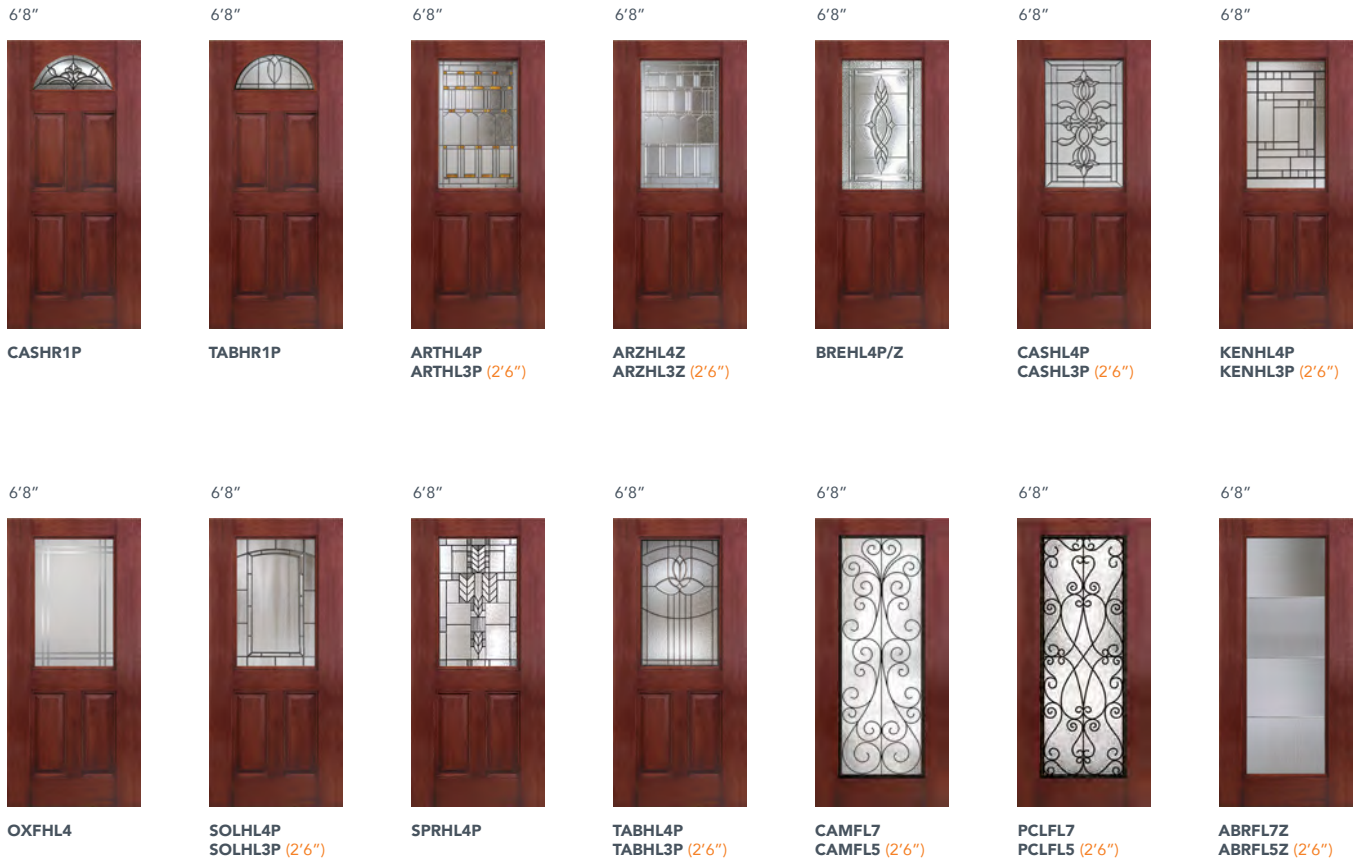 6'8”
6'8”
6'8”
6'8”
6'8”
6'8”
6'8”
CASHR1P
TABHR1P
ARTHL4P
ARTHL3P (2'6”)
ARZHL4Z
ARZHL3Z (2'6”)
BREHL4P/Z
CASHL4P
CASHL3P (2'6”)
KENHL4P
KENHL3P (2'6”)
6'8”
6'8”
6'8”
6'8”
6'8”
6'8”
6'8”
OXFHL4
SOLHL4P
SOLHL3P (2'6”)
SPRHL4P
TABHL4P
TABHL3P (2'6”)
CAMFL7
CAMFL5 (2'6”)
PCLFL7
PCLFL5 (2'6”)
ABRFL7Z
ABRFL5Z (2'6”)